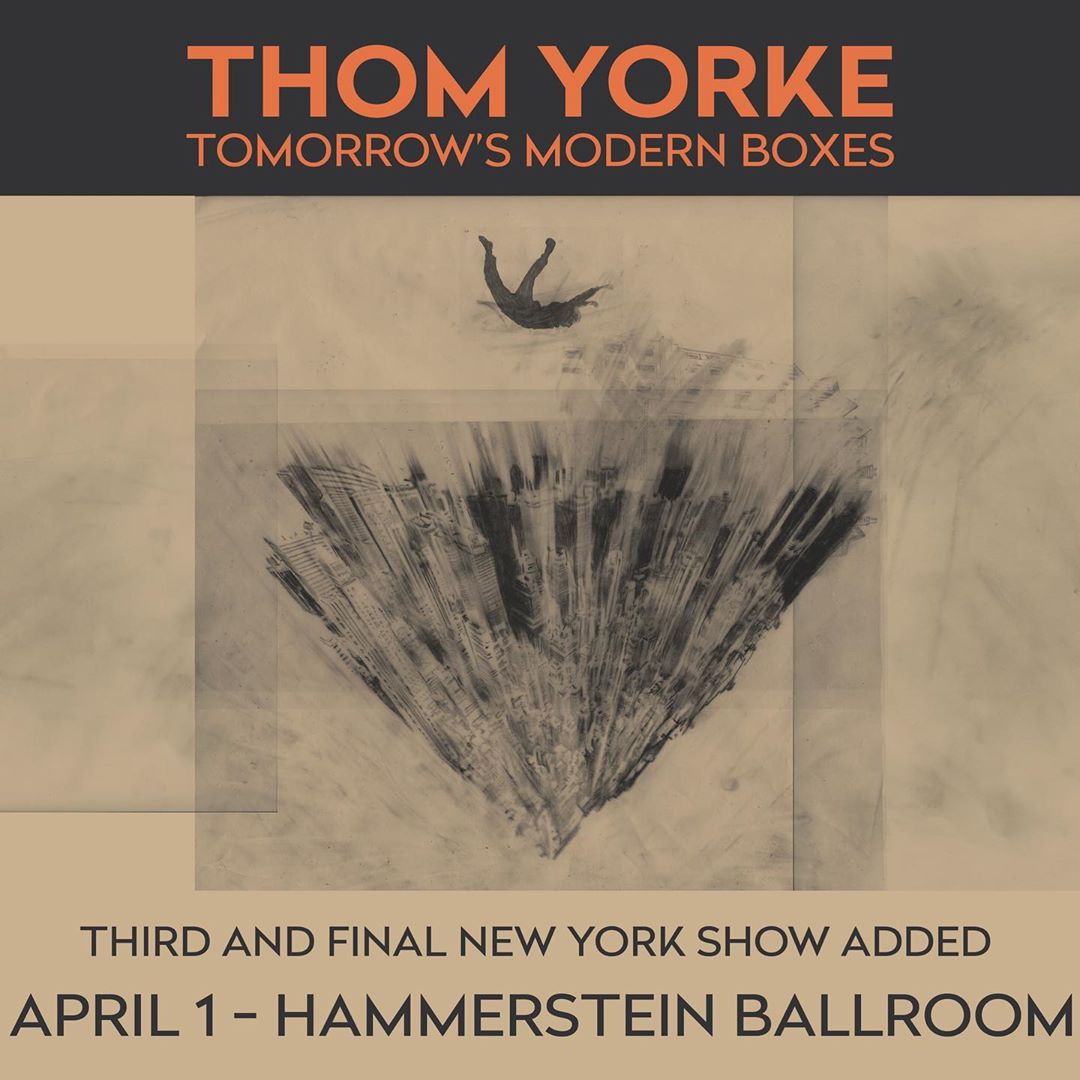 THOM YORKE
TOMORROW'S MODERN BOXES
THIRD AND FINAL NEW YORK SHOW ADDED
APRIL 1 – HAMMERSTEIN BALLROOM